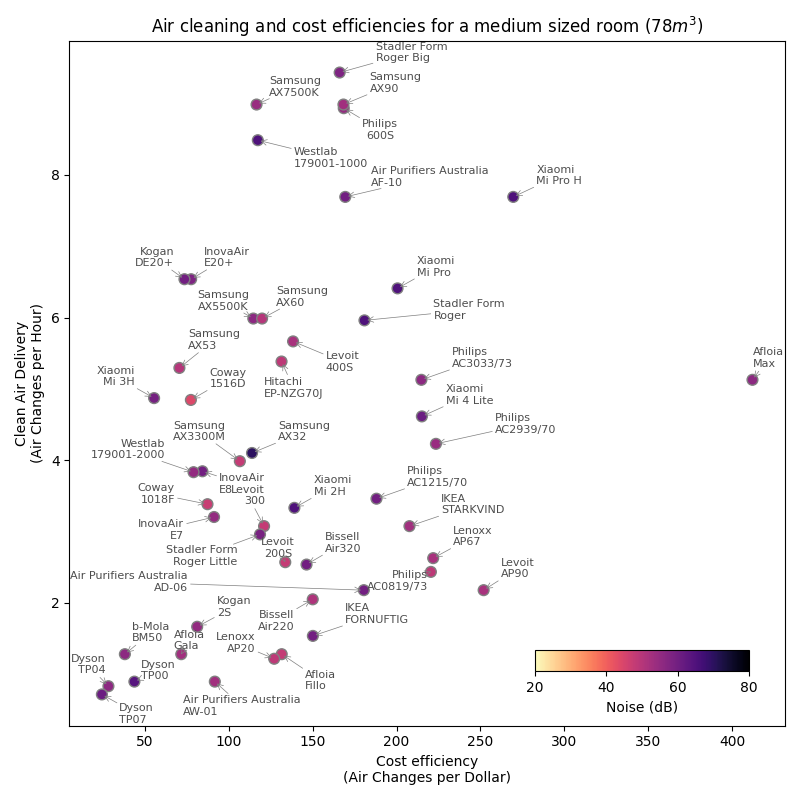 Air cleaning and cost efficiencies for a medium sized room (78m³)
Stadler Form
Roger Big
Samsung
AX7500K
Samsung
AX90
Philips
600S
Westlab
179001-1000
Air Purifiers Australia
AF-10
Xiaomi
Mi Pro H
Kogan
DE20+
InovaAir
E20+
Xiaomi
Mi Pro
Samsung
AX5500K
Samsung
AX60
Stadler Form
Roger
Samsung
AX53
Levoit
400S
Hitachi
EP-NZG70J
Philips
AC3033/73
Afloia
Max
Xiaomi
Mi 3H
Coway
1516D
Xiaomi
Mi 4 Lite
Philips
AC2939/70
Samsung
AX3300M
Samsung
AX32
Westlab
179001-2000
InovaAir
E8
Levoit
300
Xiaomi
Mi 2H
Philips
AC1215/70
Coway
1018F
IKEA
STARKVIND
InovaAir
E7
Stadler Form
Roger Little
Levoit
200S
Bissell
Air320
Lenoxx
AP67
Air Purifiers Australia
AD-06
Philips
AC0819/73
Levoit
AP90
Kogan
2S
Bissell
Air220
IKEA
FORNUFTIG
b-Mola
BM50
Afloia
Gala
Lenoxx
AP20
Afloia
Fillo
Dyson
TP04
Dyson
TP00
Dyson
TP07
Air Purifiers Australia
AW-01
8
6
4
2
Clean Air Delivery
(Air Changes per Hour)
20 40 60 80
Noise (dB)
50 100 150 200 250 300 350 400
Cost efficiency
(Air Changes per Dollar)